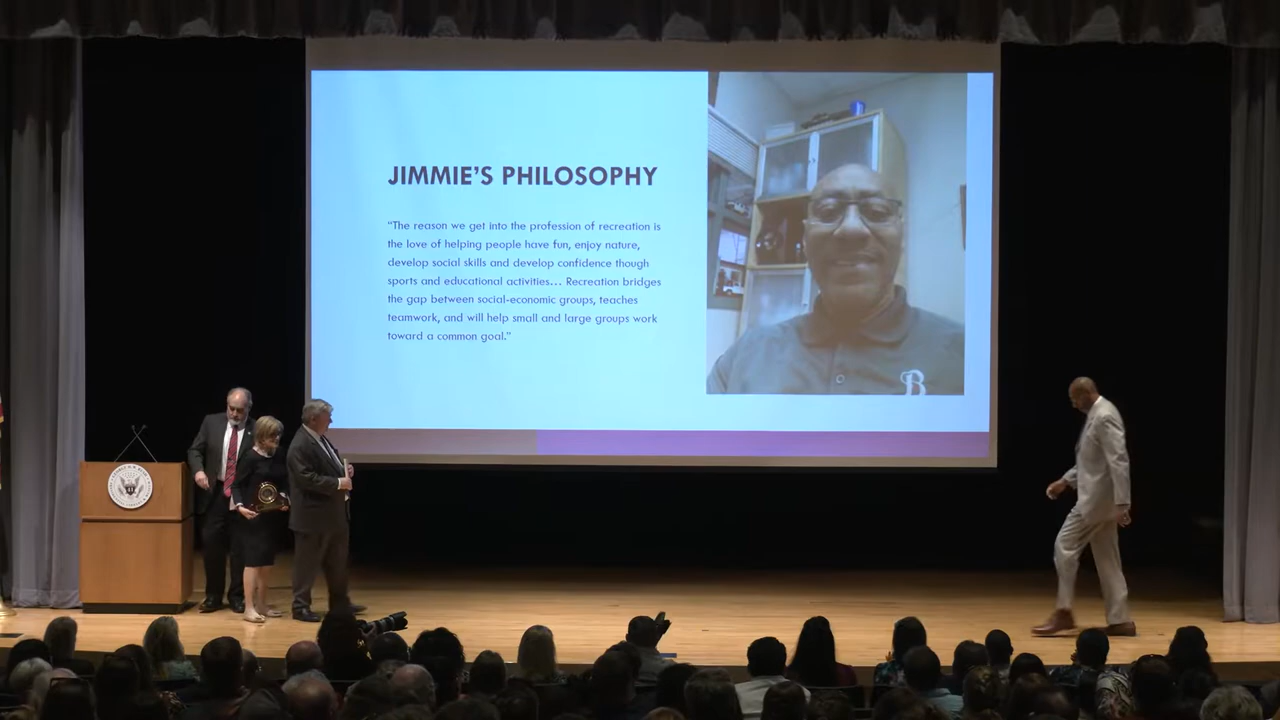 JIMMIE’S PHILOSOPHY
“The reason we get into the profession of recreation is
the love of helping people have fun, enjoy nature,
develop social skills and develop confidence though
sports and educational activities… Recreation bridges
the gap between social-economic groups, teaches
teamwork, and will help small and large groups work
toward a common goal.”
B